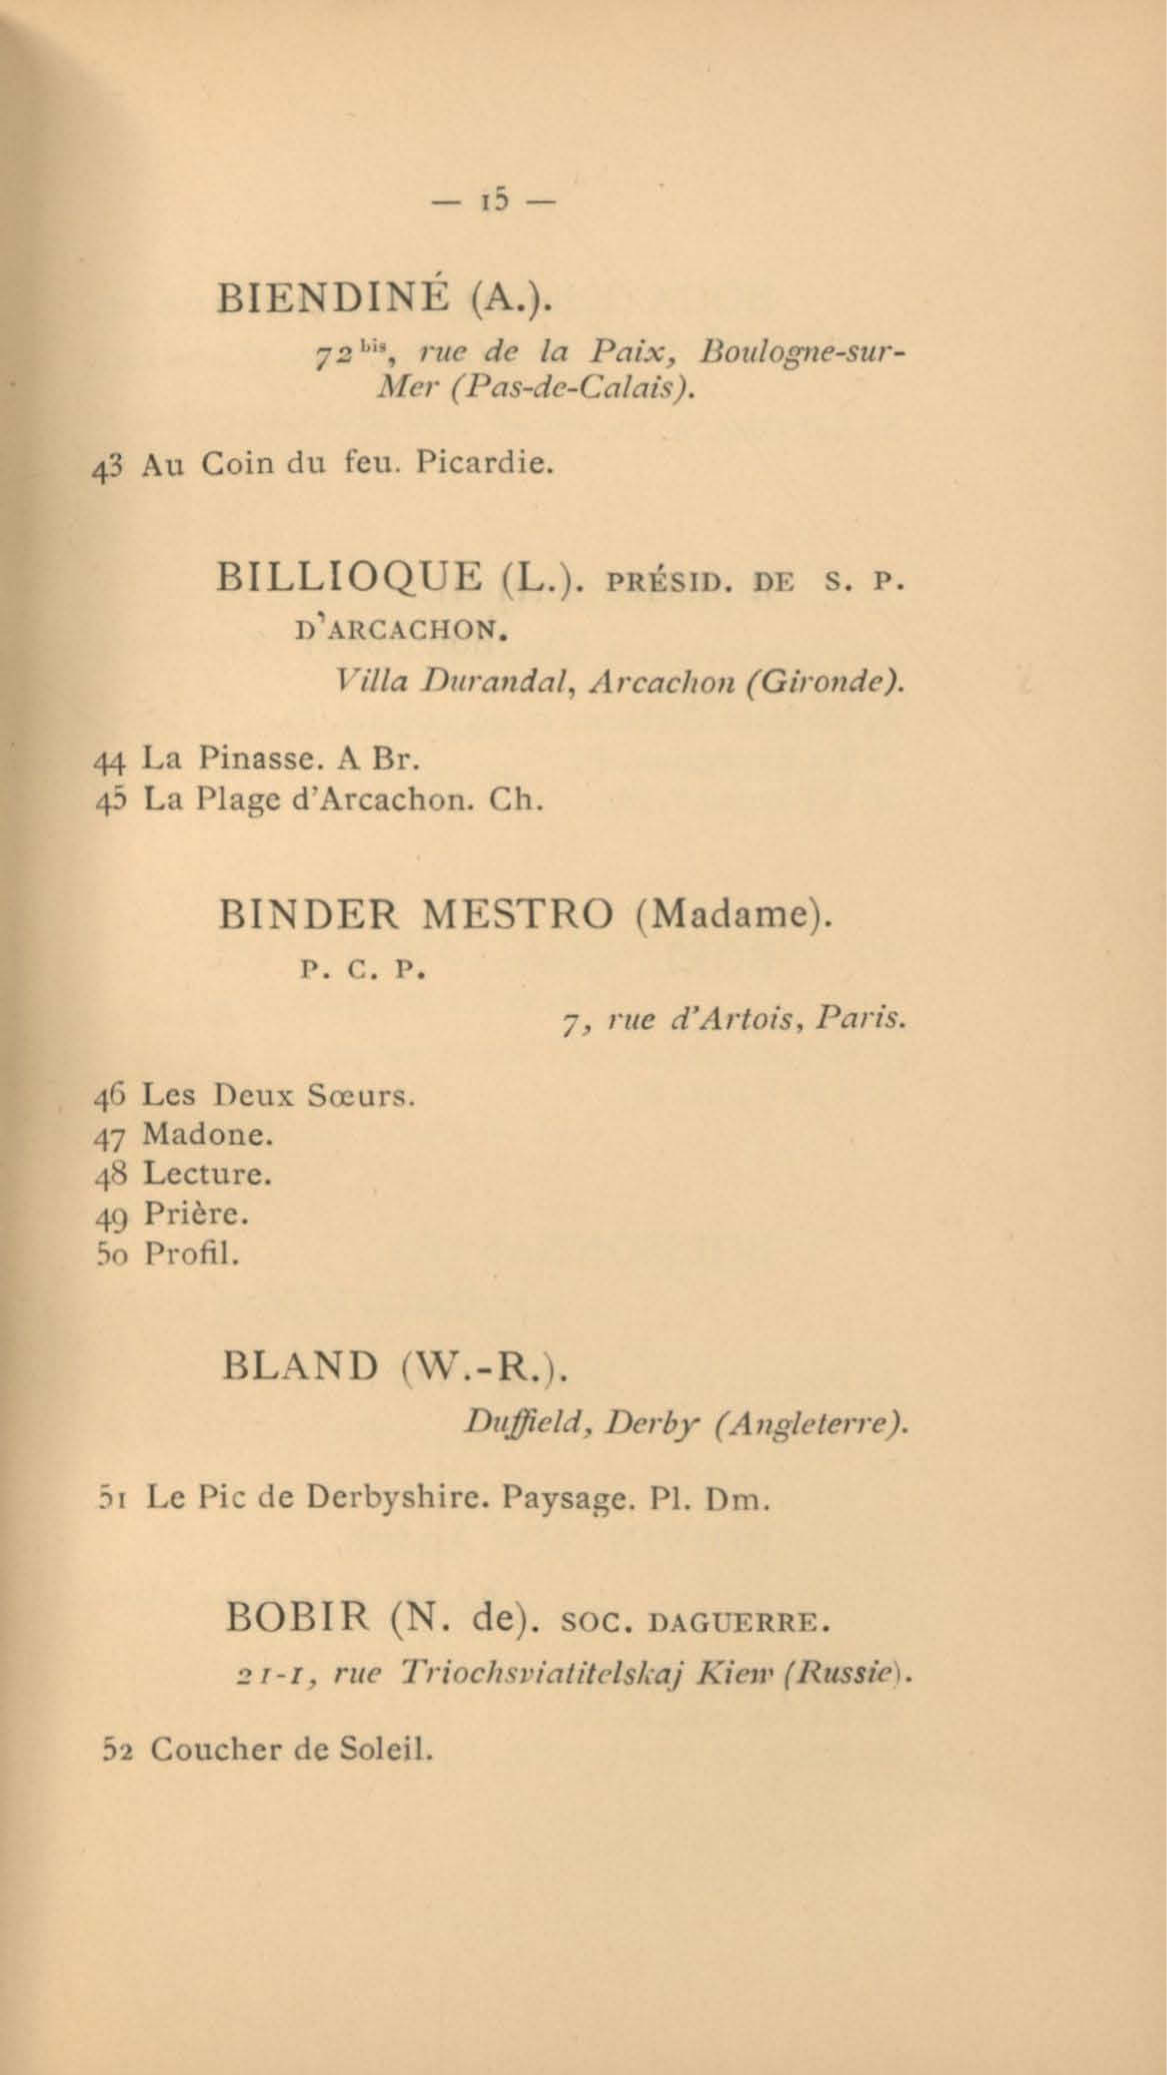 — 15 —
BIENDINÉ (A.).
72 bis, rue de la Paix, Boulogne-sur-
Mer (Pas-de-Calais).
43 Au Coin du feu. Picardie.
BILLIOQUE (L.). PRÉSID. DE S. P.
D'ARCACHON.
Villa Durandal, Arcachon (Gironde).
44 La Pinasse. A Br.
45 La Plage d'Arcachon. Ch.
BINDER MESTRO (Madame).
P. C. P.
7, rue d'Artois, Paris.
46 Les Deux Sœurs.
47 Madone.
48 Lecture.
49 Prière.
50 Profil.
BLAND (W.-R.).
Duffield, Derby (Angleterre).
51 Le Pic de Derbyshire. Paysage. Pl. Dm.
BOBIR (N. de). SOC. DAGUERRE.
21-1, rue Triochsviatitelskaj Kiew (Russie).
52 Coucher de Soleil.